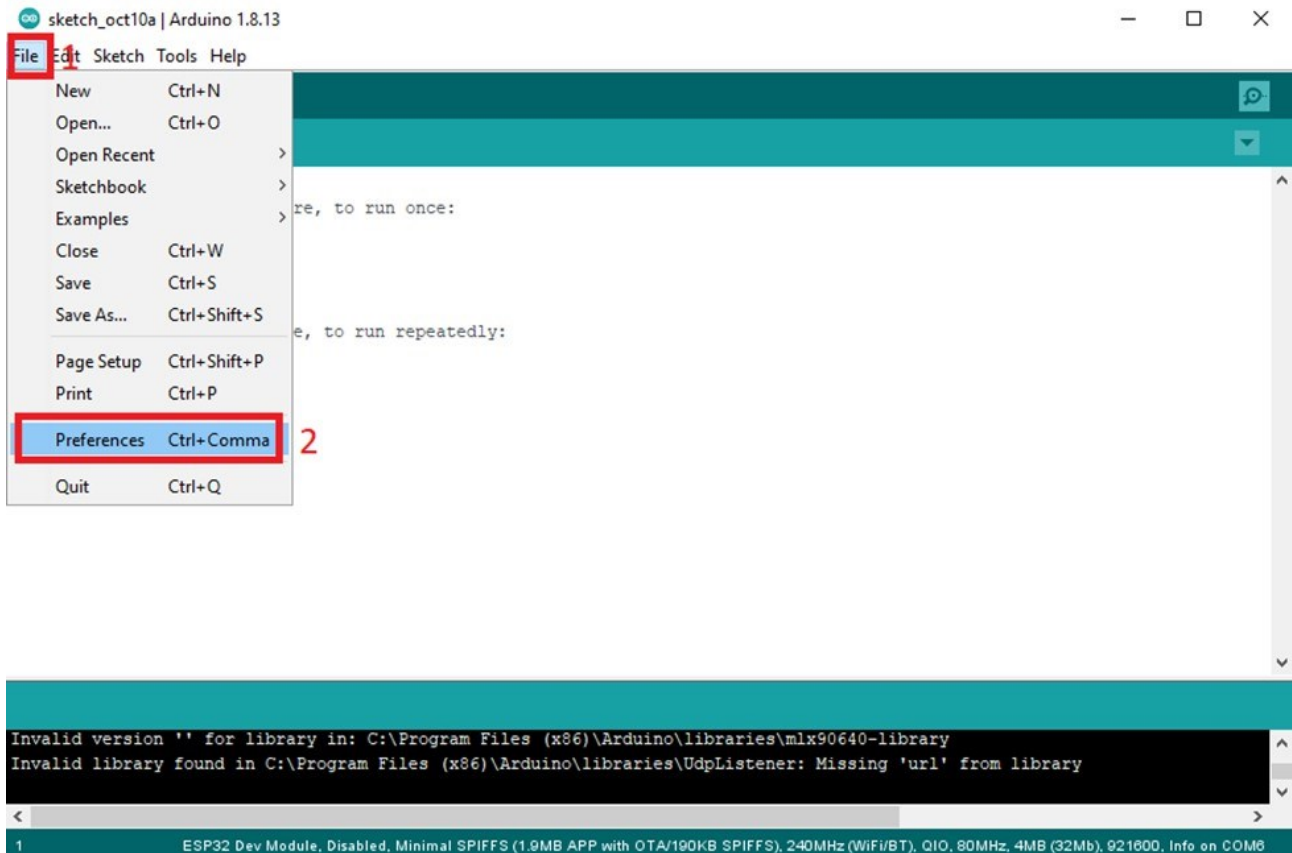 sketch_oct10a | Arduino 1.8.13
File Edit Sketch Tools Help
1
New Ctrl+N
Open... Ctrl+O
Open Recent
Sketchbook
Examples
Close Ctrl+W
Save Ctrl+S
Save As... Ctrl+Shift+S
Page Setup Ctrl+Shift+P
Print Ctrl+P
Preferences Ctrl+Comma
2
Quit Ctrl+Q
re, to run once:
e, to run repeatedly:
Invalid version '' for library in: C:\Program Files (x86)\Arduino\libraries\mlx90640-library
Invalid library found in C:\Program Files (x86)\Arduino\libraries\UdpListener: Missing 'url' from library
1 ESP32 Dev Module, Disabled, Minimal SPIFFS (1.9MB APP with OTA/190KB SPIFFS), 240MHz (WiFi/BT), QIO, 80MHz, 4MB (32Mb), 921600, Info on COM6